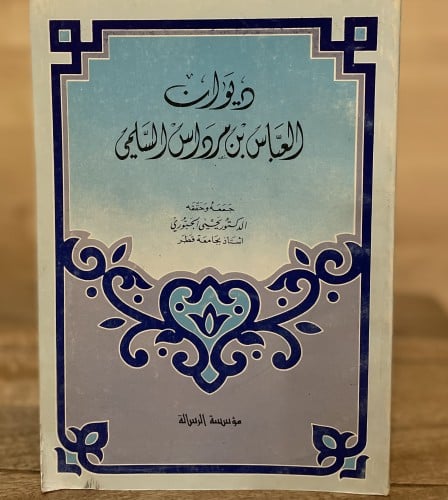 ديوان
العباس بن مرداس السلمي
جمعه وحققه
الدكتور يحيى الجبوري
أستاذ بجامعة قطر
مؤسسة الرسالة